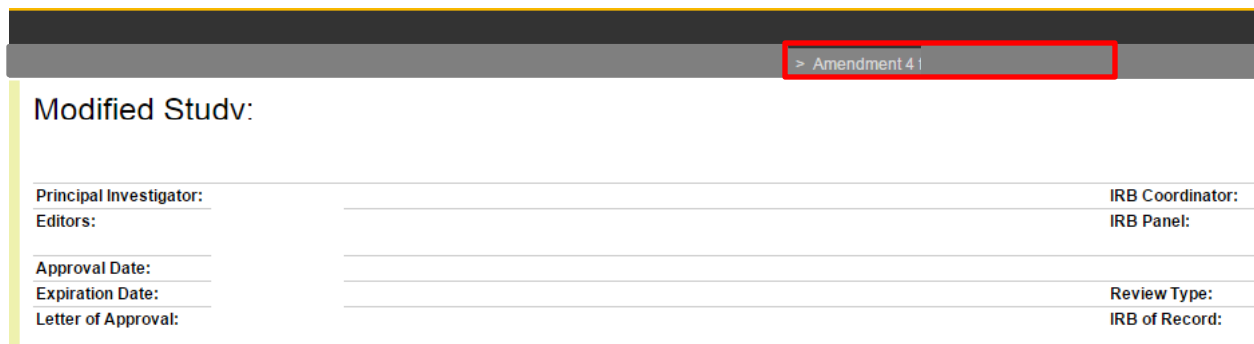 > Amendment 4
Modified Study:
Principal Investigator: IRB Coordinator:
Editors: IRB Panel:
Approval Date:
Expiration Date: Review Type:
Letter of Approval: IRB of Record: